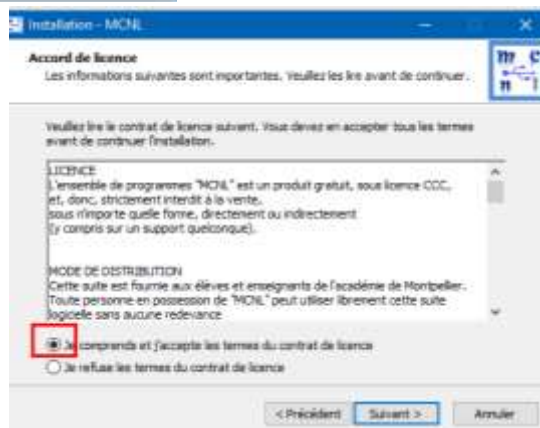 Installation - MCNL
Accord de licence
Les informations suivantes sont importantes. Veuillez les lire avant de continuer.
m c
n l
Veuillez lire le contrat de licence suivant. Vous devez en accepter tous les termes
avant de continuer l'installation.
LICENCE
L'ensemble de programmes "MCNL" est un produit gratuit, sous licence CCC,
et, donc, strictement interdit à la vente,
sous n'importe quelle forme, directement ou indirectement
(y compris sur un support quelconque).
MODE DE DISTRIBUTION
Cette suite est fournie aux élèves et enseignants de l'académie de Montpellier.
Toute personne en possession de "MCNL" peut utiliser librement cette suite
logicielle sans aucune redevance
Je comprends et j'accepte les termes du contrat de licence
Je refuse les termes du contrat de licence
< Précédent
Suivant >
Annuler